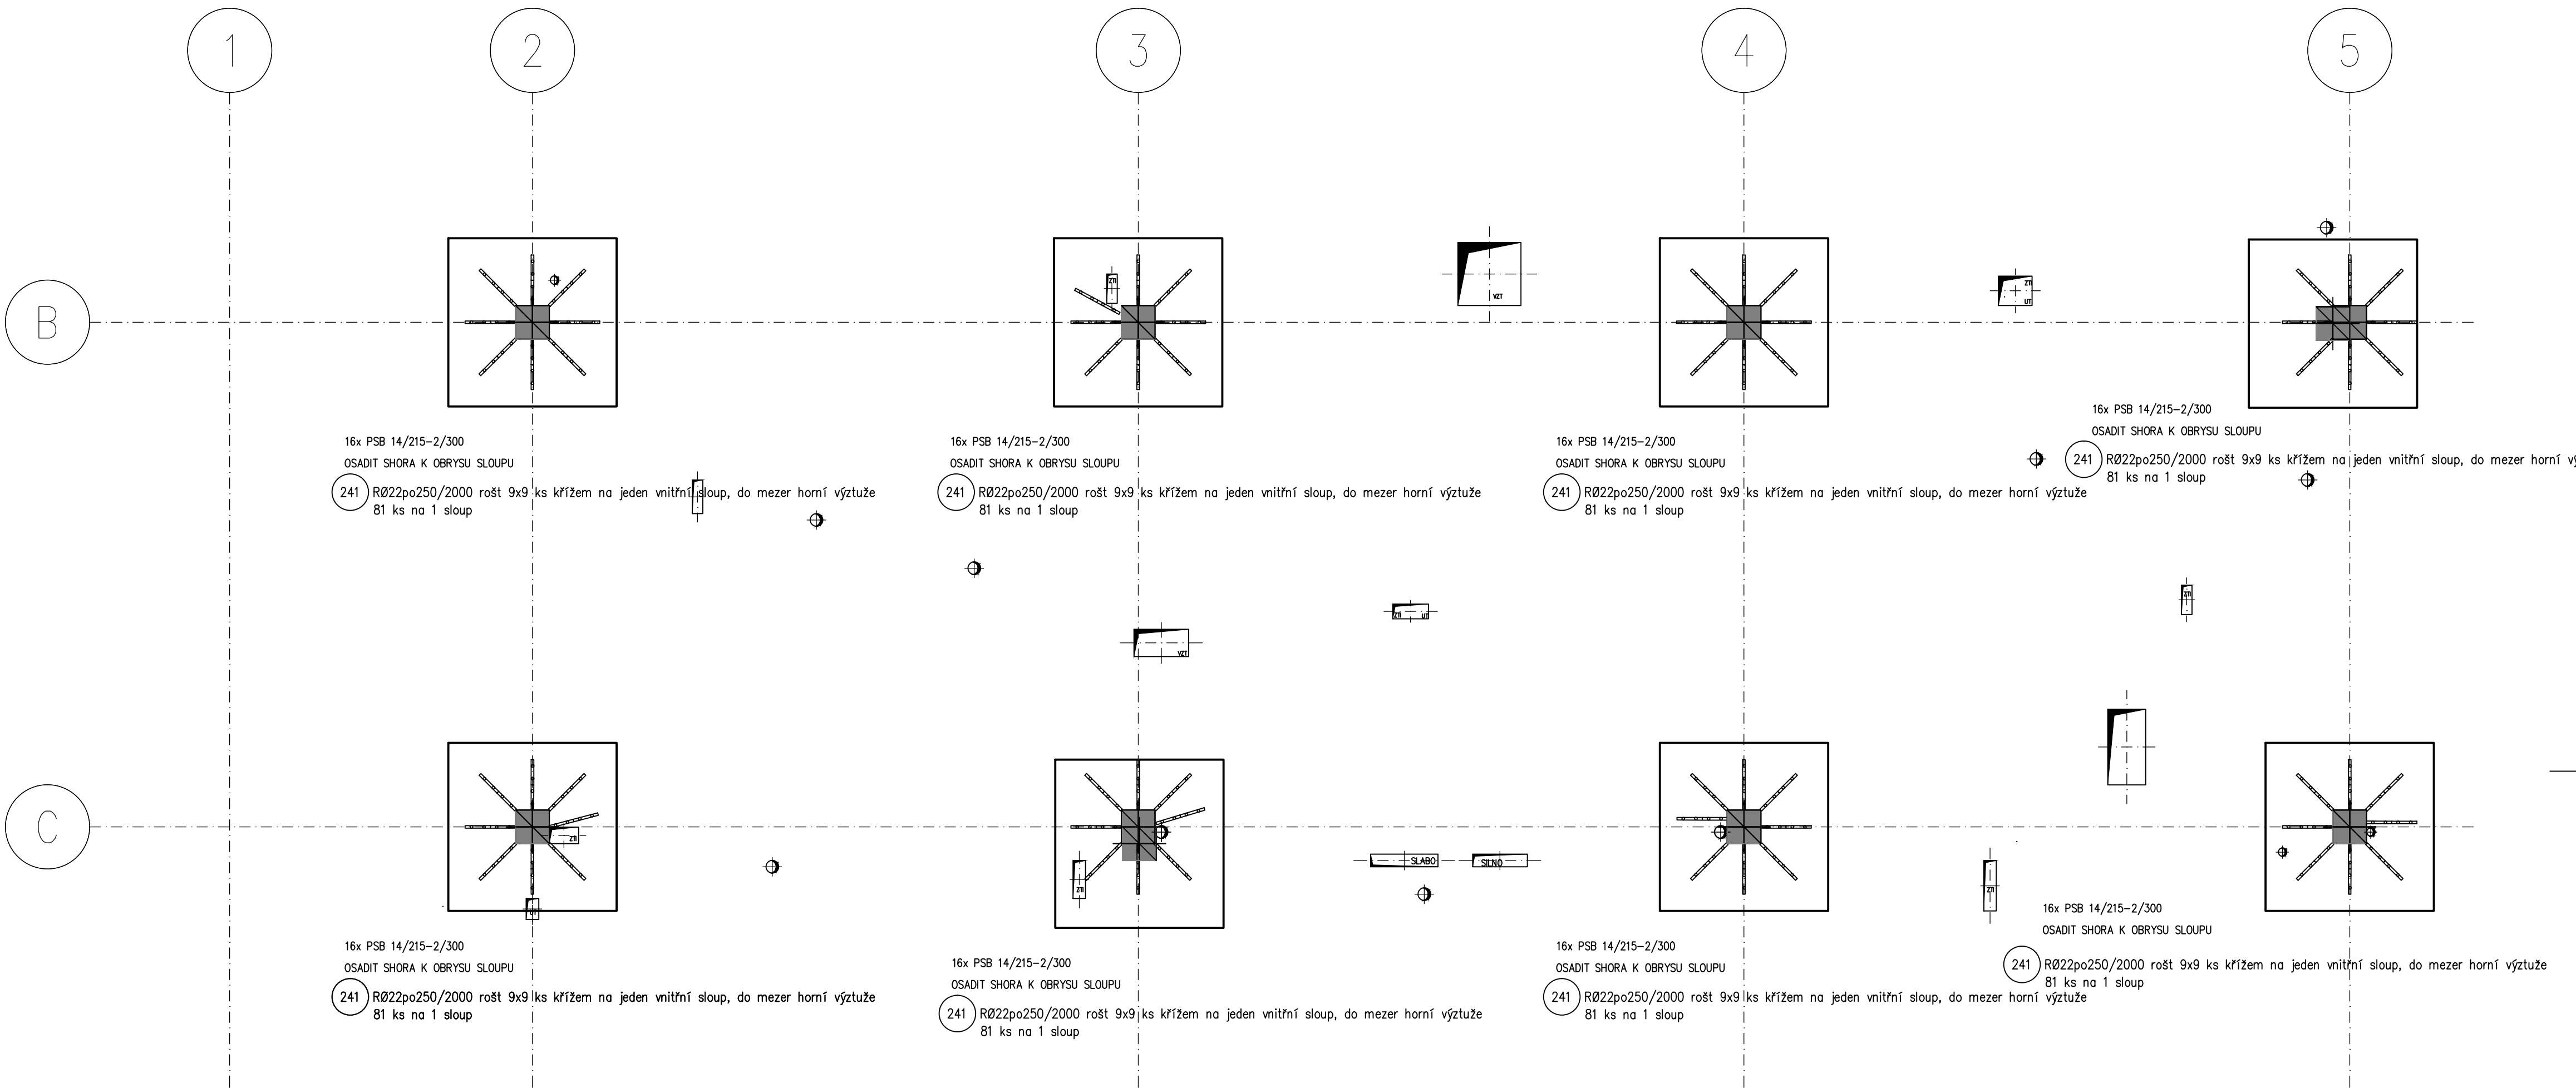 1
2
3
4
5
B
VZT
ZTI
ZTI
UT
16x PSB 14/215-2/300
OSADIT SHORA K OBRYSU SLOUPU
241 RØ22po250/2000 rošt 9x9 ks křížem na jeden vnitřní sloup, do mezer horní výztuže
81 ks na 1 sloup
16x PSB 14/215-2/300
OSADIT SHORA K OBRYSU SLOUPU
241 RØ22po250/2000 rošt 9x9 ks křížem na jeden vnitřní sloup, do mezer horní výztuže
81 ks na 1 sloup
16x PSB 14/215-2/300
OSADIT SHORA K OBRYSU SLOUPU
241 RØ22po250/2000 rošt 9x9 ks křížem na jeden vnitřní sloup, do mezer horní výztuže
81 ks na 1 sloup
16x PSB 14/215-2/300
OSADIT SHORA K OBRYSU SLOUPU
241 RØ22po250/2000 rošt 9x9 ks křížem na jeden vnitřní sloup, do mezer horní
81 ks na 1 sloup
ZTI
ZTI UT
VZT
C
ZTI
UT
ZTI
SLABO
SILNO
ZTI
16x PSB 14/215-2/300
OSADIT SHORA K OBRYSU SLOUPU
241 RØ22po250/2000 rošt 9x9 ks křížem na jeden vnitřní sloup, do mezer horní výztuže
81 ks na 1 sloup
16x PSB 14/215-2/300
OSADIT SHORA K OBRYSU SLOUPU
241 RØ22po250/2000 rošt 9x9 ks křížem na jeden vnitřní sloup, do mezer horní výztuže
81 ks na 1 sloup
16x PSB 14/215-2/300
OSADIT SHORA K OBRYSU SLOUPU
241 RØ22po250/2000 rošt 9x9 ks křížem na jeden vnitřní sloup, do mezer horní výztuže
81 ks na 1 sloup
16x PSB 14/215-2/300
OSADIT SHORA K OBRYSU SLOUPU
241 RØ22po250/2000 rošt 9x9 ks křížem na jeden vnitřní sloup, do mezer horní výztuže
81 ks na 1 sloup